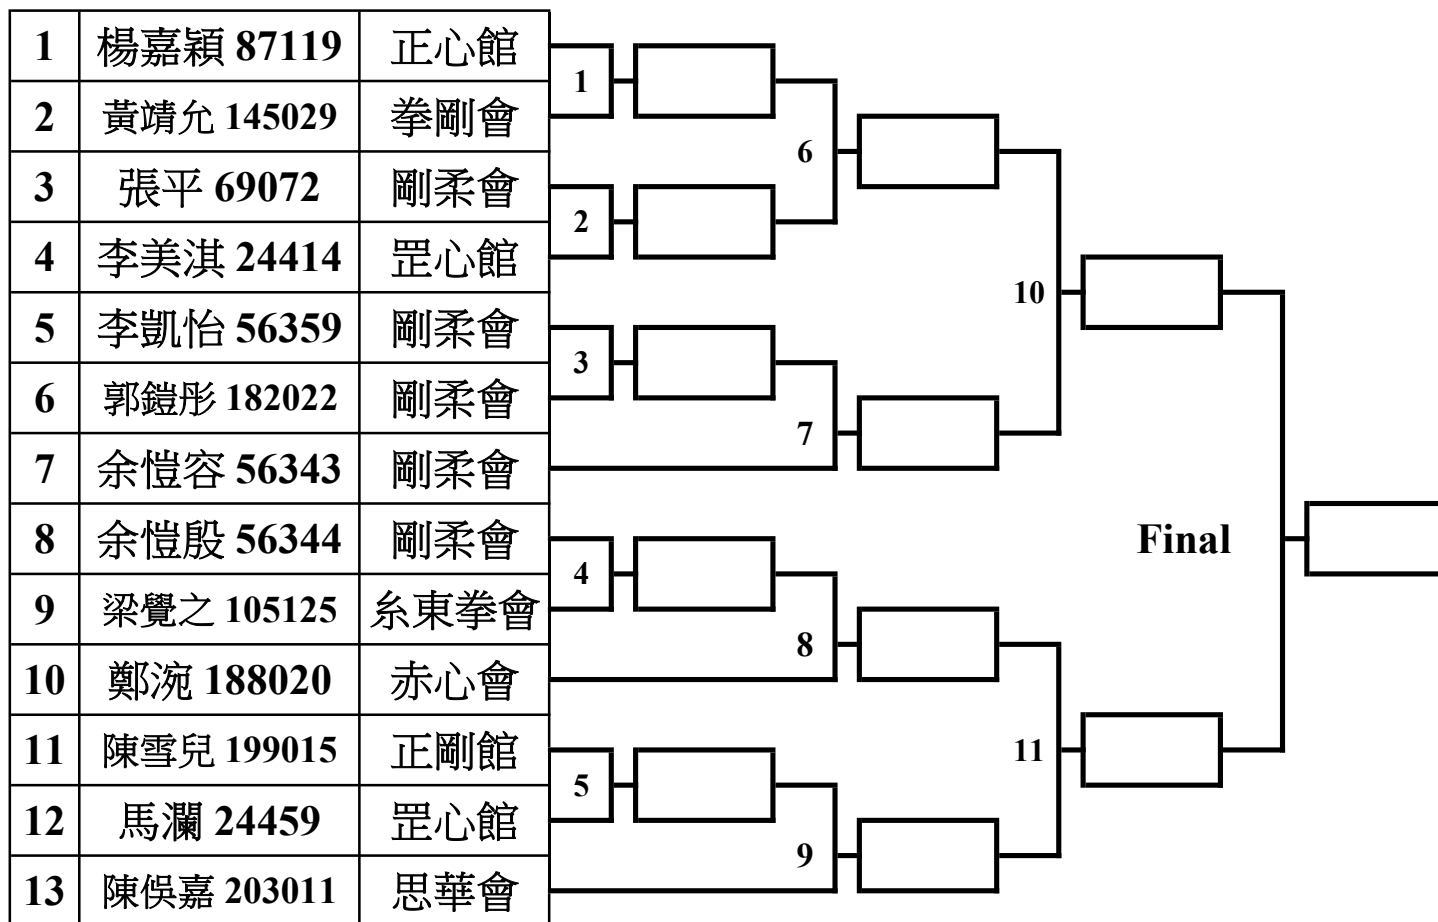 1 楊嘉穎 87119 正心館
2 黃靖允 145029 拳剛會
3 張平 69072 剛柔會
4 李美淇 24414 罡心館
5 李凱怡 56359 剛柔會
6 郭鎧彤 182022 剛柔會
7 余愷容 56343 剛柔會
8 余愷殷 56344 剛柔會
9 梁覺之 105125 糸東拳會
10 鄭涴 188020 赤心會
11 陳雪兒 199015 正剛館
12 馬瀾 24459 罡心館
13 陳俁嘉 203011 思華會
1
2
3
4
5
6
7
8
9
10
11
Final